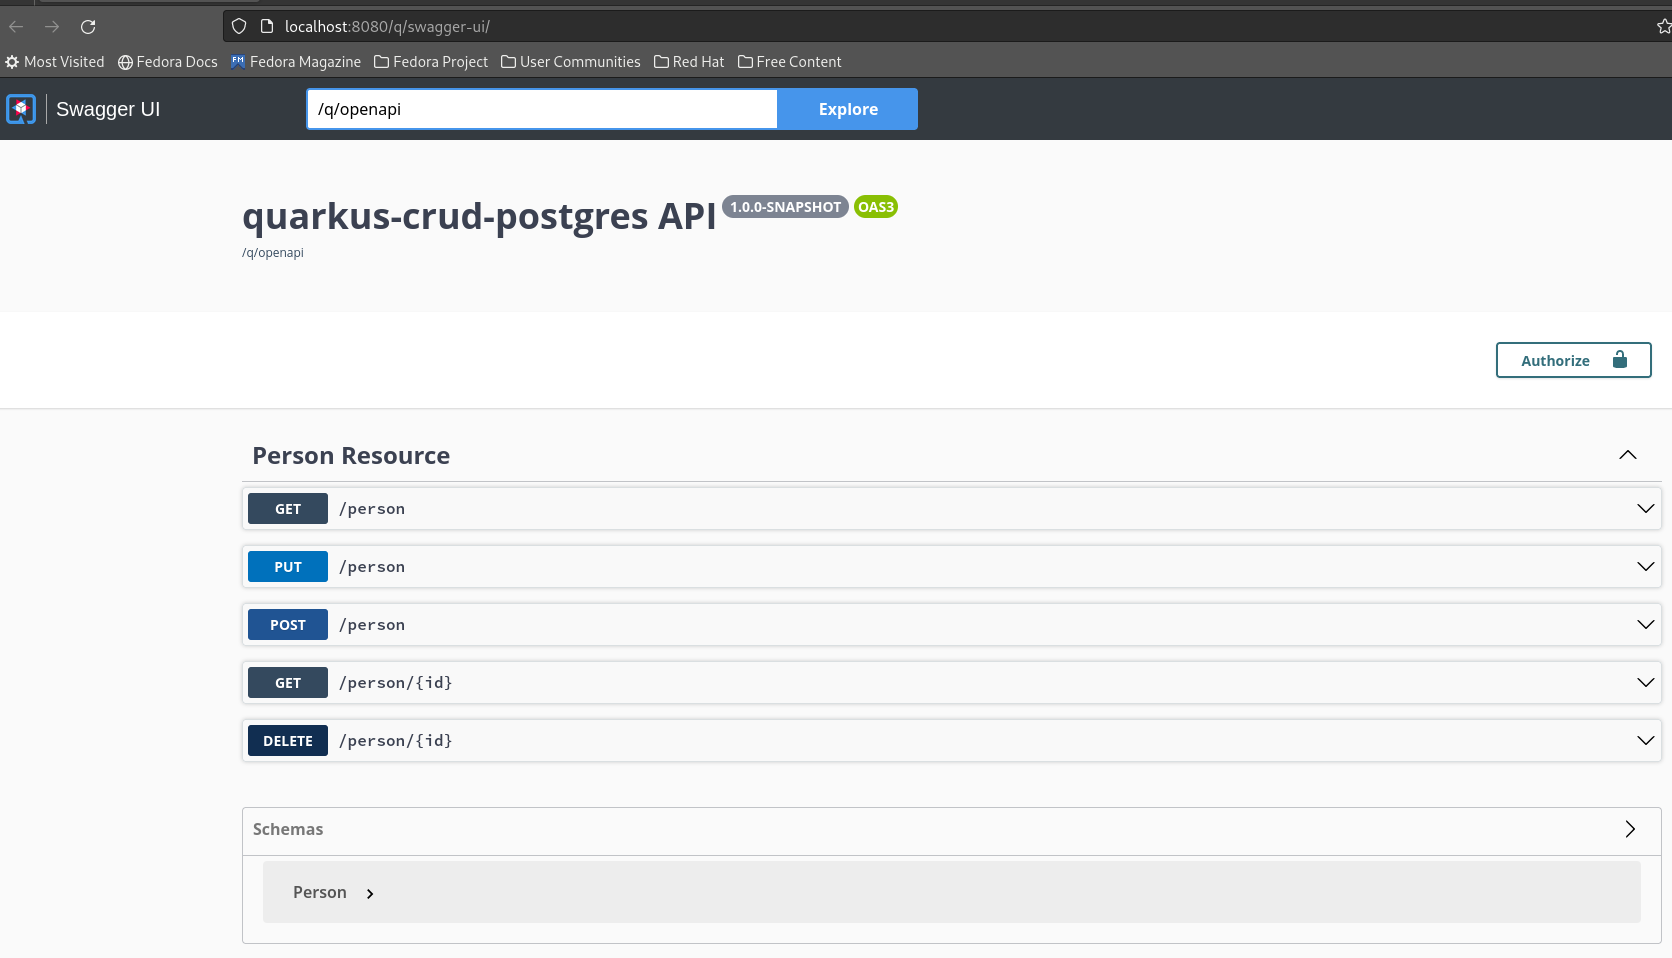 localhost:8080/q/swagger-ui/
Most Visited Fedora Docs FM Fedora Magazine Fedora Project User Communities Red Hat Free Content
Swagger UI /q/openapi Explore
quarkus-crud-postgres API 1.0.0-SNAPSHOT OAS3
/q/openapi
Authorize
Person Resource
GET /person
PUT /person
POST /person
GET /person/{id}
DELETE /person/{id}
Schemas
Person